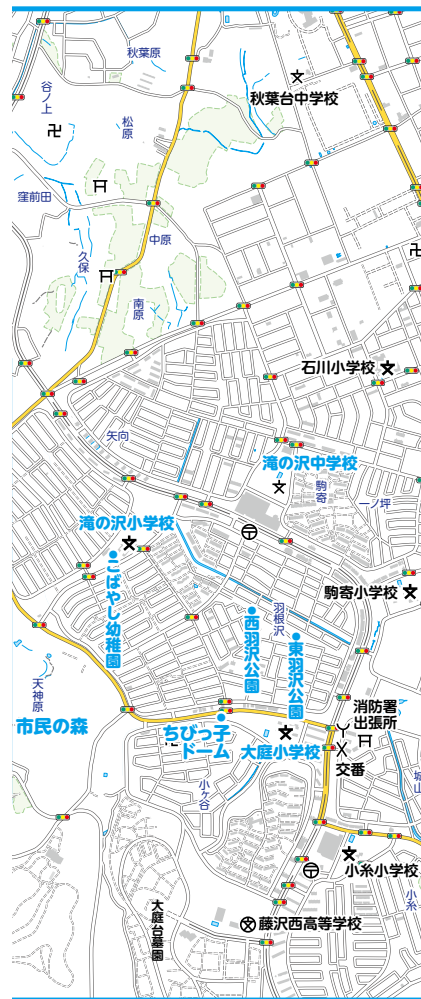 秋葉原
谷ノ上
秋葉台中学校
松原
窪前田
中原
久保
南原
石川小学校
矢向
滝の沢中学校
駒寄
一ノ坪
滝の沢小学校
こばやし幼稚園
駒寄小学校
羽根沢
西羽沢公園
東羽沢公園
天神原
市民の森
消防署
出張所
ちびっ子
ドーム
大庭小学校
交番
城山
小ヶ谷
小糸小学校
小糸
大庭台墓園
藤沢西高等学校